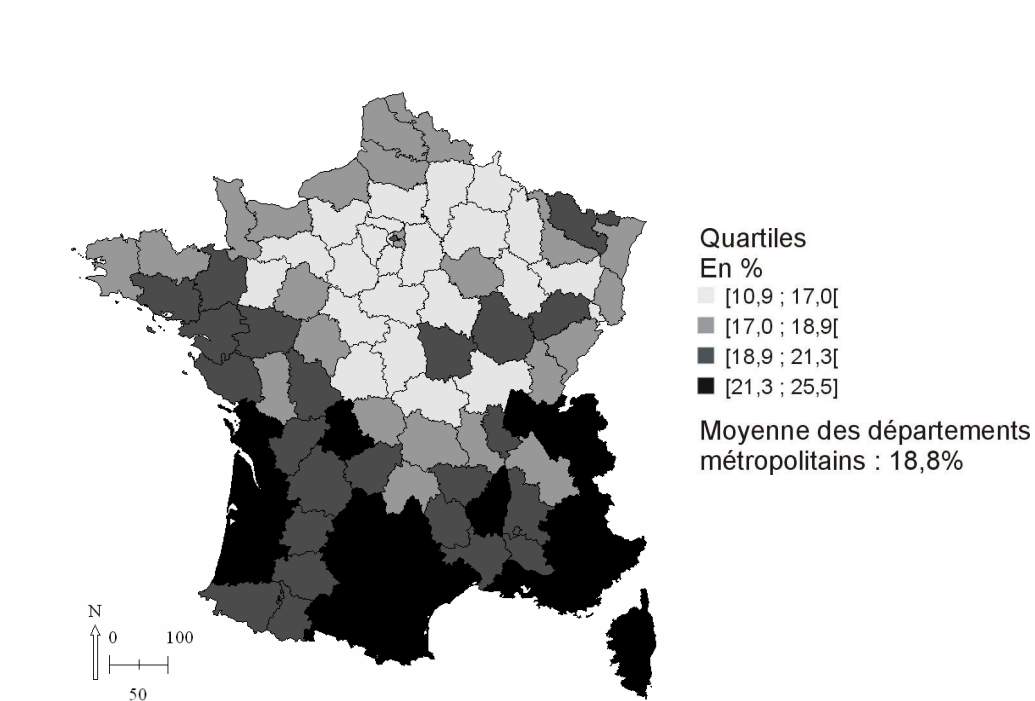 Quartiles
En %
[10,9 ; 17,0[
[17,0 ; 18,9[
[18,9 ; 21,3[
[21,3 ; 25,5]
Moyenne des départements
métropolitains : 18,8%
N
0 100
50